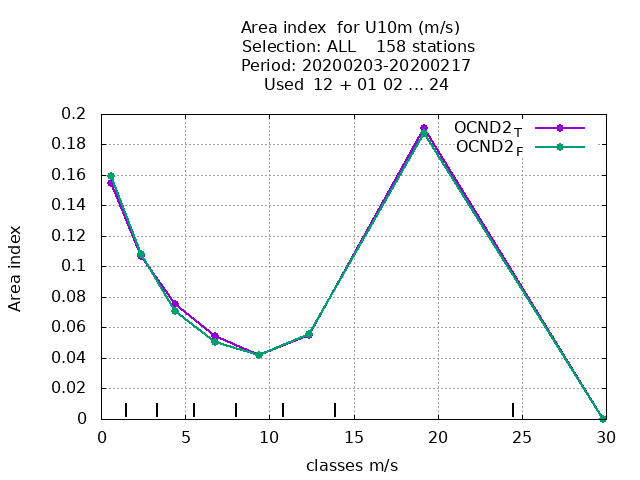 Area index  for U10m (m/s)
Selection: ALL    158 stations
Period: 20200203-20200217
Used  12 + 01 02 ... 24
OCND2_T
OCND2_F
0.2
0.18
0.16
0.14
0.12
0.1
0.08
0.06
0.04
0.02
0
Area index
0 5 10 15 20 25 30
classes m/s